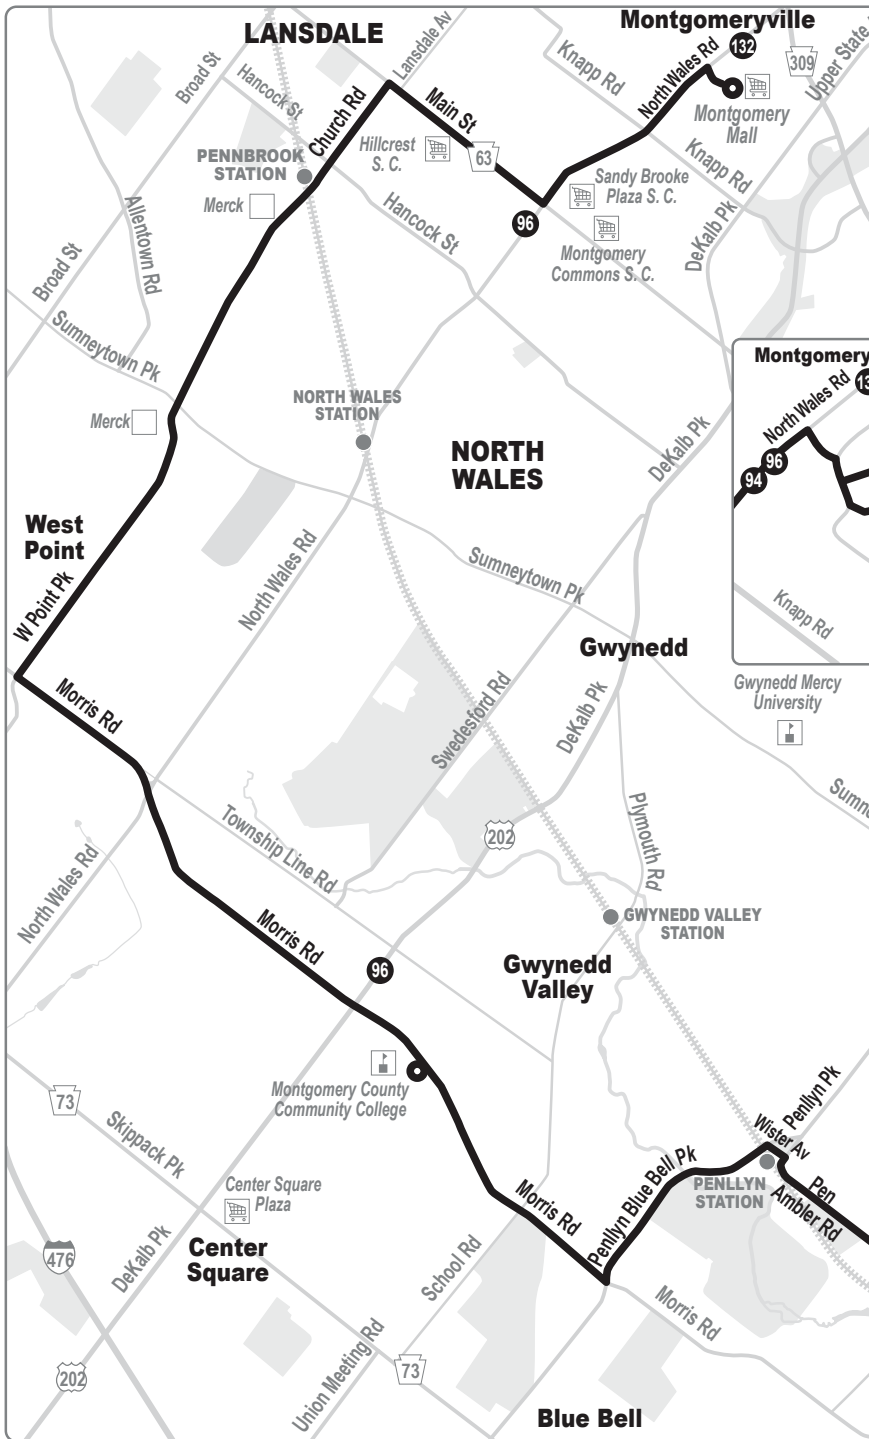 LANSDALE
Montgomeryville
Lansdale Av
Broad St
Hancock St
Church Rd
Main St
Knapp Rd
North Wales Rd
132
309
Upper State
Montgomery
Mall
PENNBROOK
STATION
Hillcrest
S. C.
63
Knapp Rd
Sandy Brooke
Plaza S. C.
Merck
Allentown Rd
Hancock St
96
Montgomery
Commons S. C.
DeKalb Pk
Broad St
Sumneytown Pk
Merck
NORTH WALES
STATION
NORTH
WALES
DeKalb Pk
Montgomery
North Wales Rd
96
94
Knapp Rd
West
Point
W Point Pk
North Wales Rd
Sumneytown Pk
Gwynedd
Gwynedd Mercy
University
Morris Rd
Swedesford Rd
DeKalb Pk
Plymouth Rd
Township Line Rd
202
North Wales Rd
Morris Rd
96
GWYNEDD VALLEY
STATION
Gwynedd
Valley
Montgomery County
Community College
73
Skippack Pk
Penllyn Pk
Wister Av
Penllyn Blue Bell Pk
PENLLYN
STATION
Pen
Ambler Rd
Center Square
Plaza
Morris Rd
Center
Square
DeKalb Pk
476
School Rd
Morris Rd
Union Meeting Rd
73
202
Blue Bell